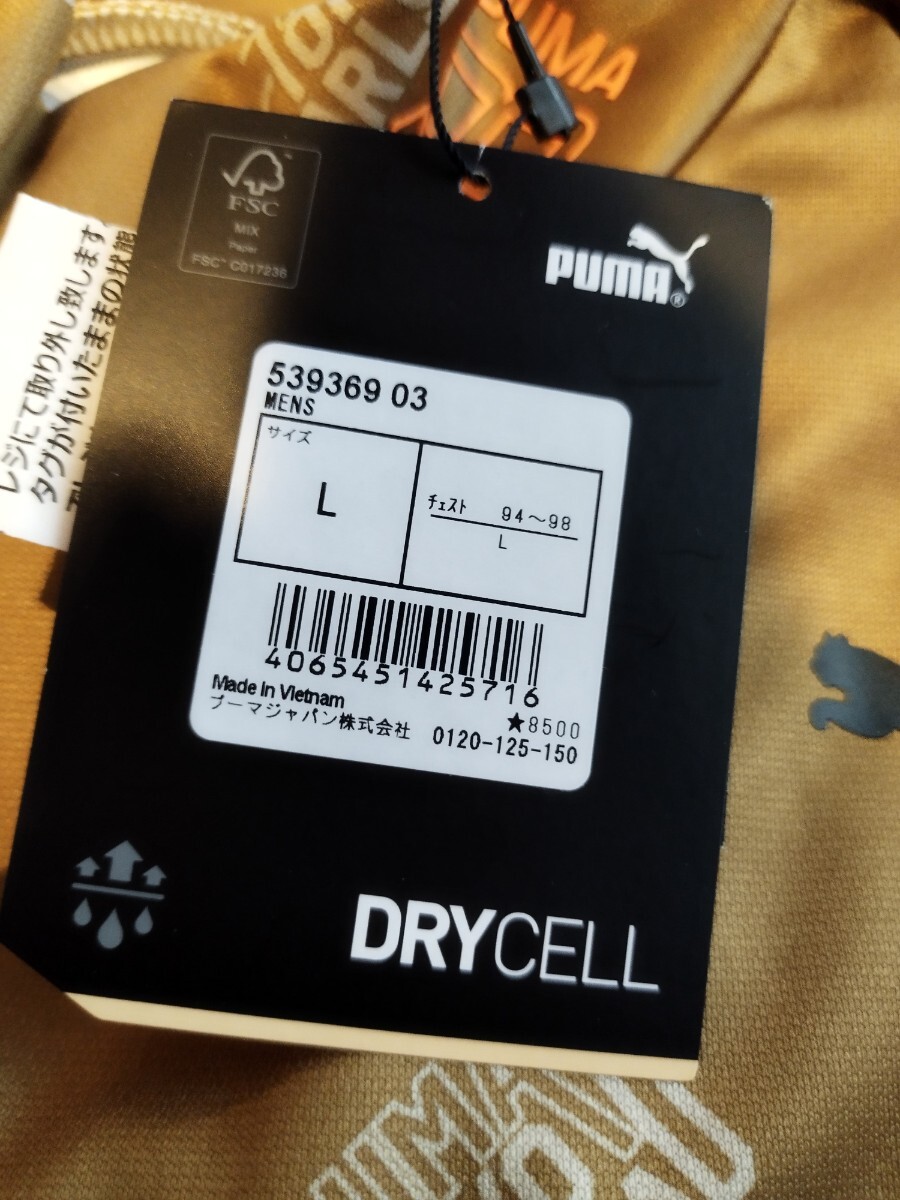 PUMA
FSC
MIX
Paper
FSC™ C017236
PUMA®
レジにて取り外し致します
タグが付いたままの状態
539369 03
MENS
サイズ
L
チェスト 94～98
L
4065451425716
Made In Vietnam
★8500
プーマジャパン株式会社 0120-125-150
DRYCELL
PUMA